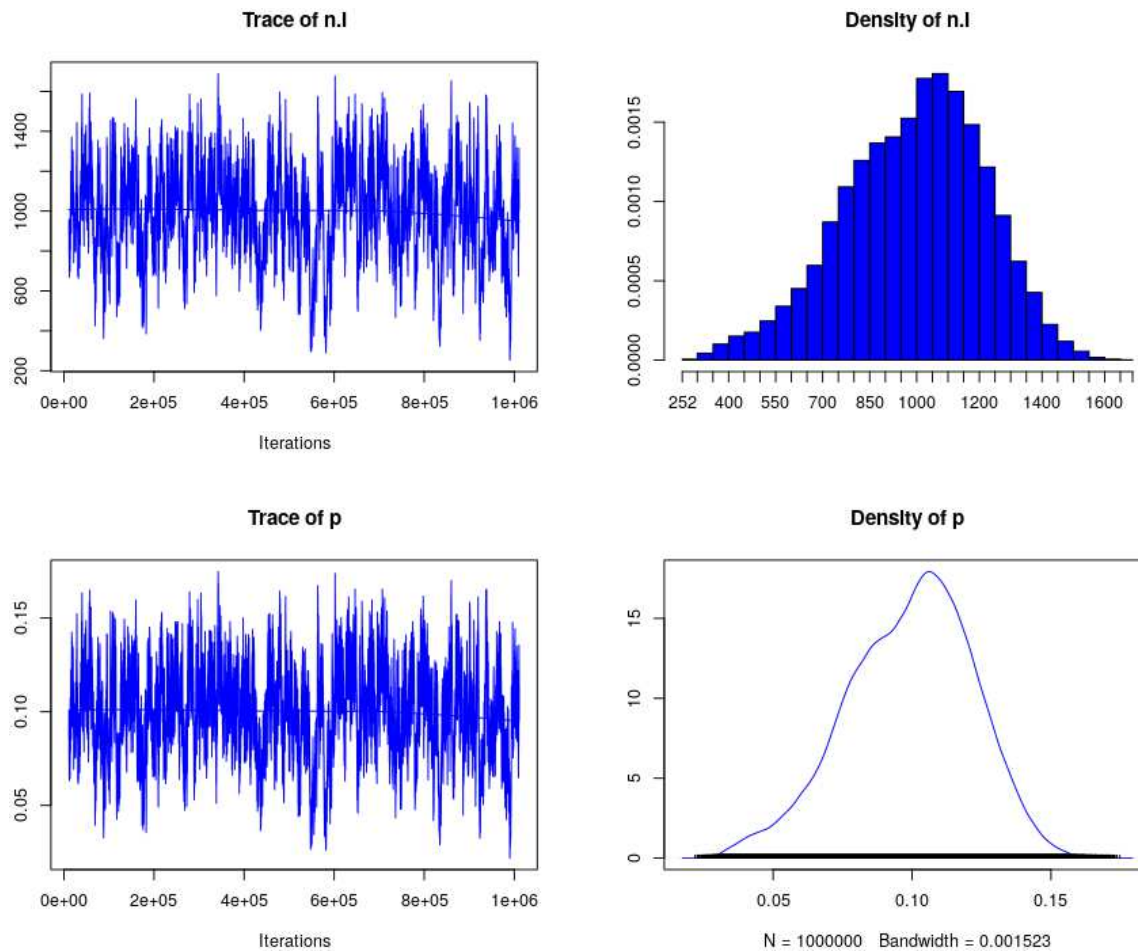 Trace of n.I
Density of n.I
200 600 1000 1400
0e+00 2e+05 4e+05 6e+05 8e+05 1e+06
Iterations
0.0000 0.0005 0.0010 0.0015
252 400 550 700 850 1000 1200 1400 1600
Trace of p
Density of p
0.05 0.10 0.15
0e+00 2e+05 4e+05 6e+05 8e+05 1e+06
Iterations
0 5 10 15
0.05 0.10 0.15
N = 1000000 Bandwidth = 0.001523